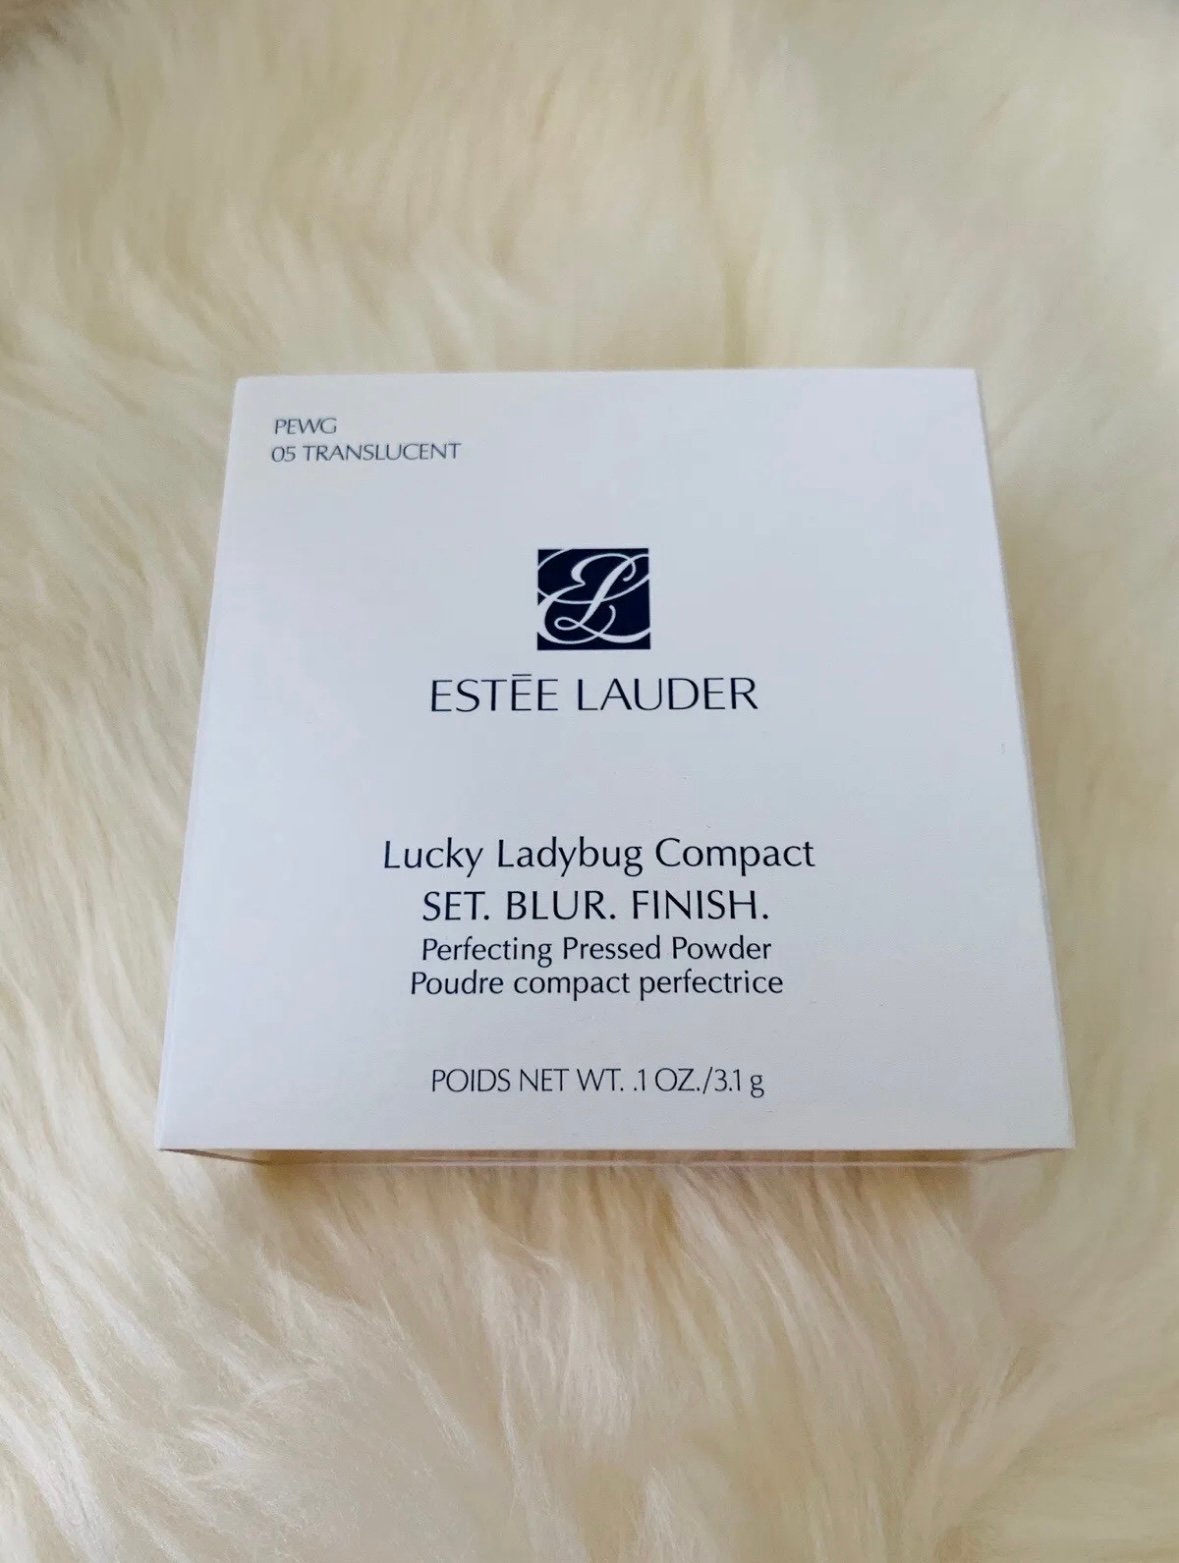 PEWG
05 TRANSLUCENT
EL
ESTĒE LAUDER
Lucky Ladybug Compact
SET. BLUR. FINISH.
Perfecting Pressed Powder
Poudre compact perfectrice
POIDS NET WT. .1 OZ./3.1 g